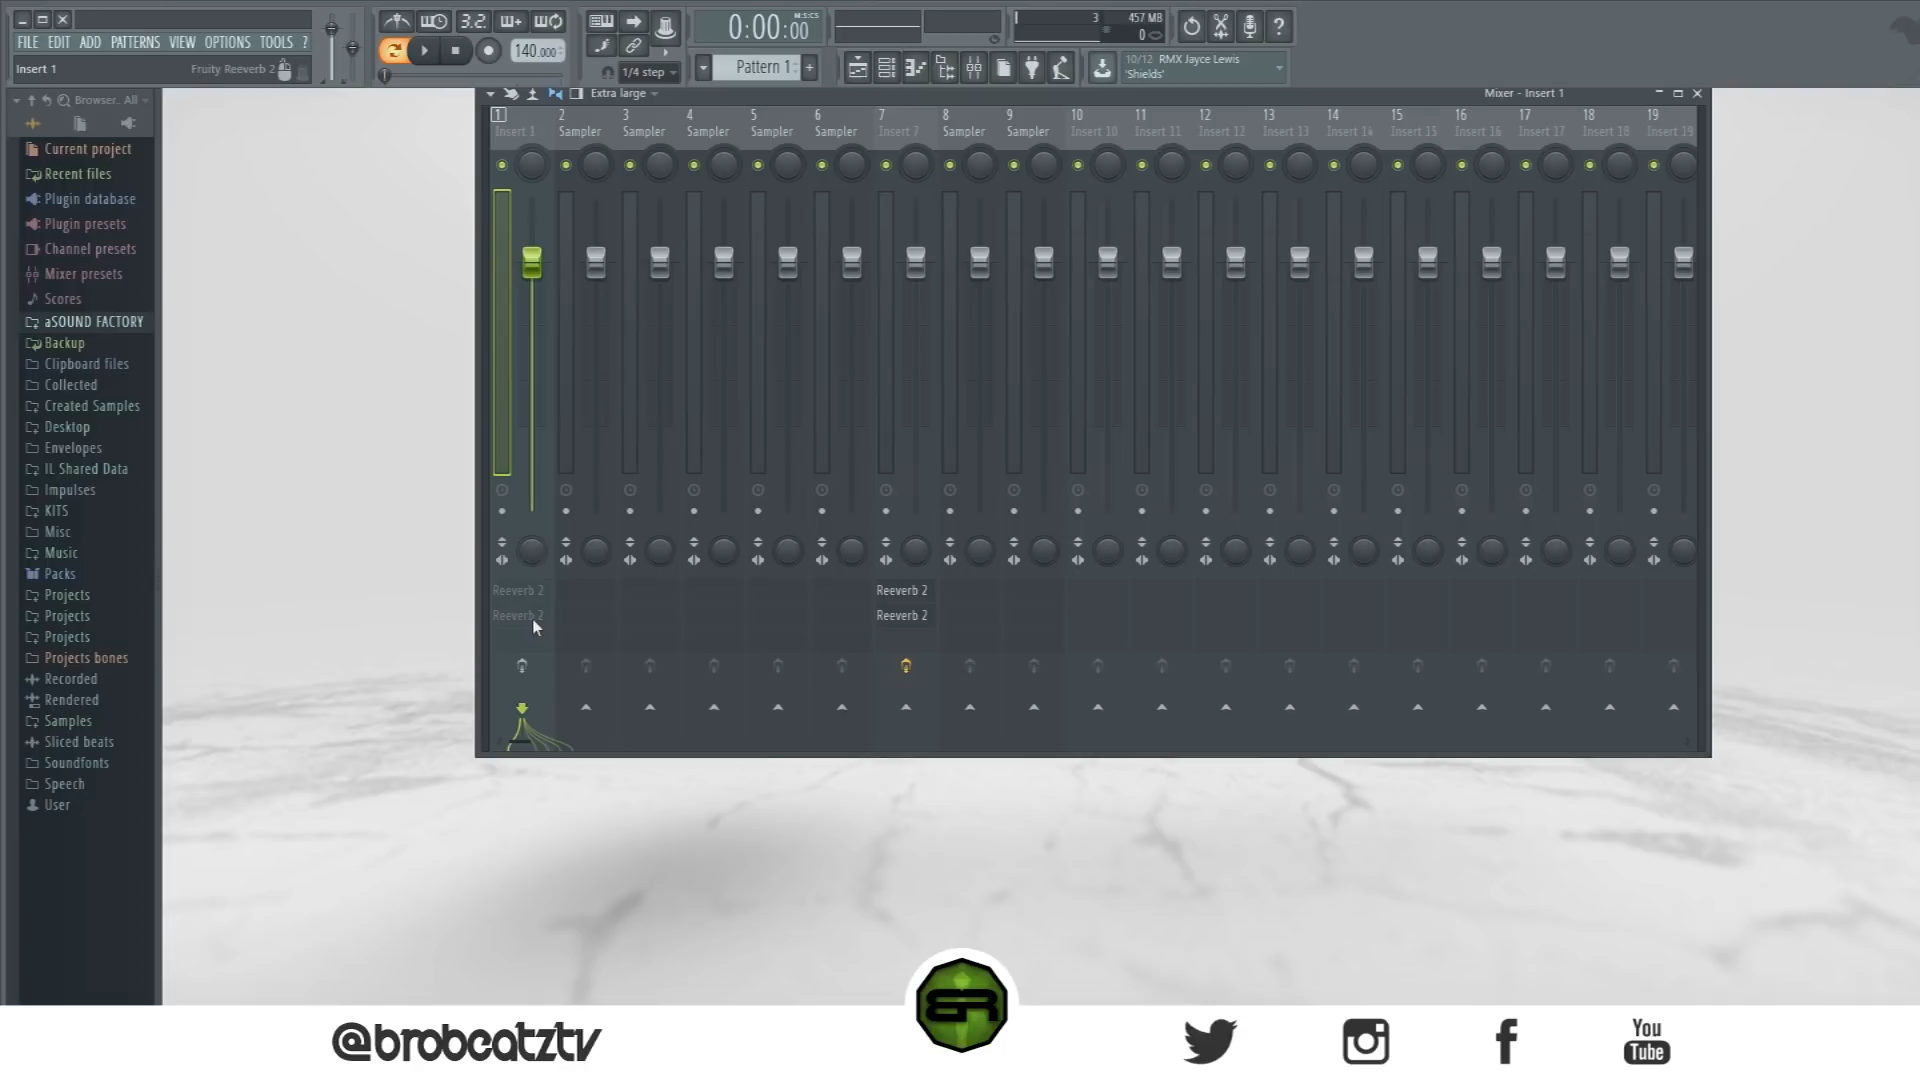 FILE EDIT ADD PATTERNS VIEW OPTIONS TOOLS ?
Insert 1
Fruity Reeverb 2
3.2.
140.000
1/4 step
0:00:00
M:S:CS
Pattern 1
+
3
457 MB
0
?
10/12 RMX Jayce Lewis
'Shields'
Browser.. All
Current project
Recent files
Plugin database
Plugin presets
Channel presets
Mixer presets
Scores
aSOUND FACTORY
Backup
Clipboard files
Collected
Created Samples
Desktop
Envelopes
IL Shared Data
Impulses
KITS
Misc
Music
Packs
Projects
Projects
Projects
Projects bones
Recorded
Rendered
Samples
Sliced beats
Soundfonts
Speech
User
Extra large
Mixer - Insert 1
1 2 3 4 5 6 7 8 9 10 11 12 13 14 15 16 17 18 19
Insert 1 Sampler Sampler Sampler Sampler Sampler Insert 7 Sampler Sampler Insert 10 Insert 11 Insert 12 Insert 13 Insert 14 Insert 15 Insert 16 Insert 17 Insert 18 Insert 19
Reeverb 2 Reeverb 2
Reeverb 2 Reeverb 2
@brobeatztv
BR
You
Tube